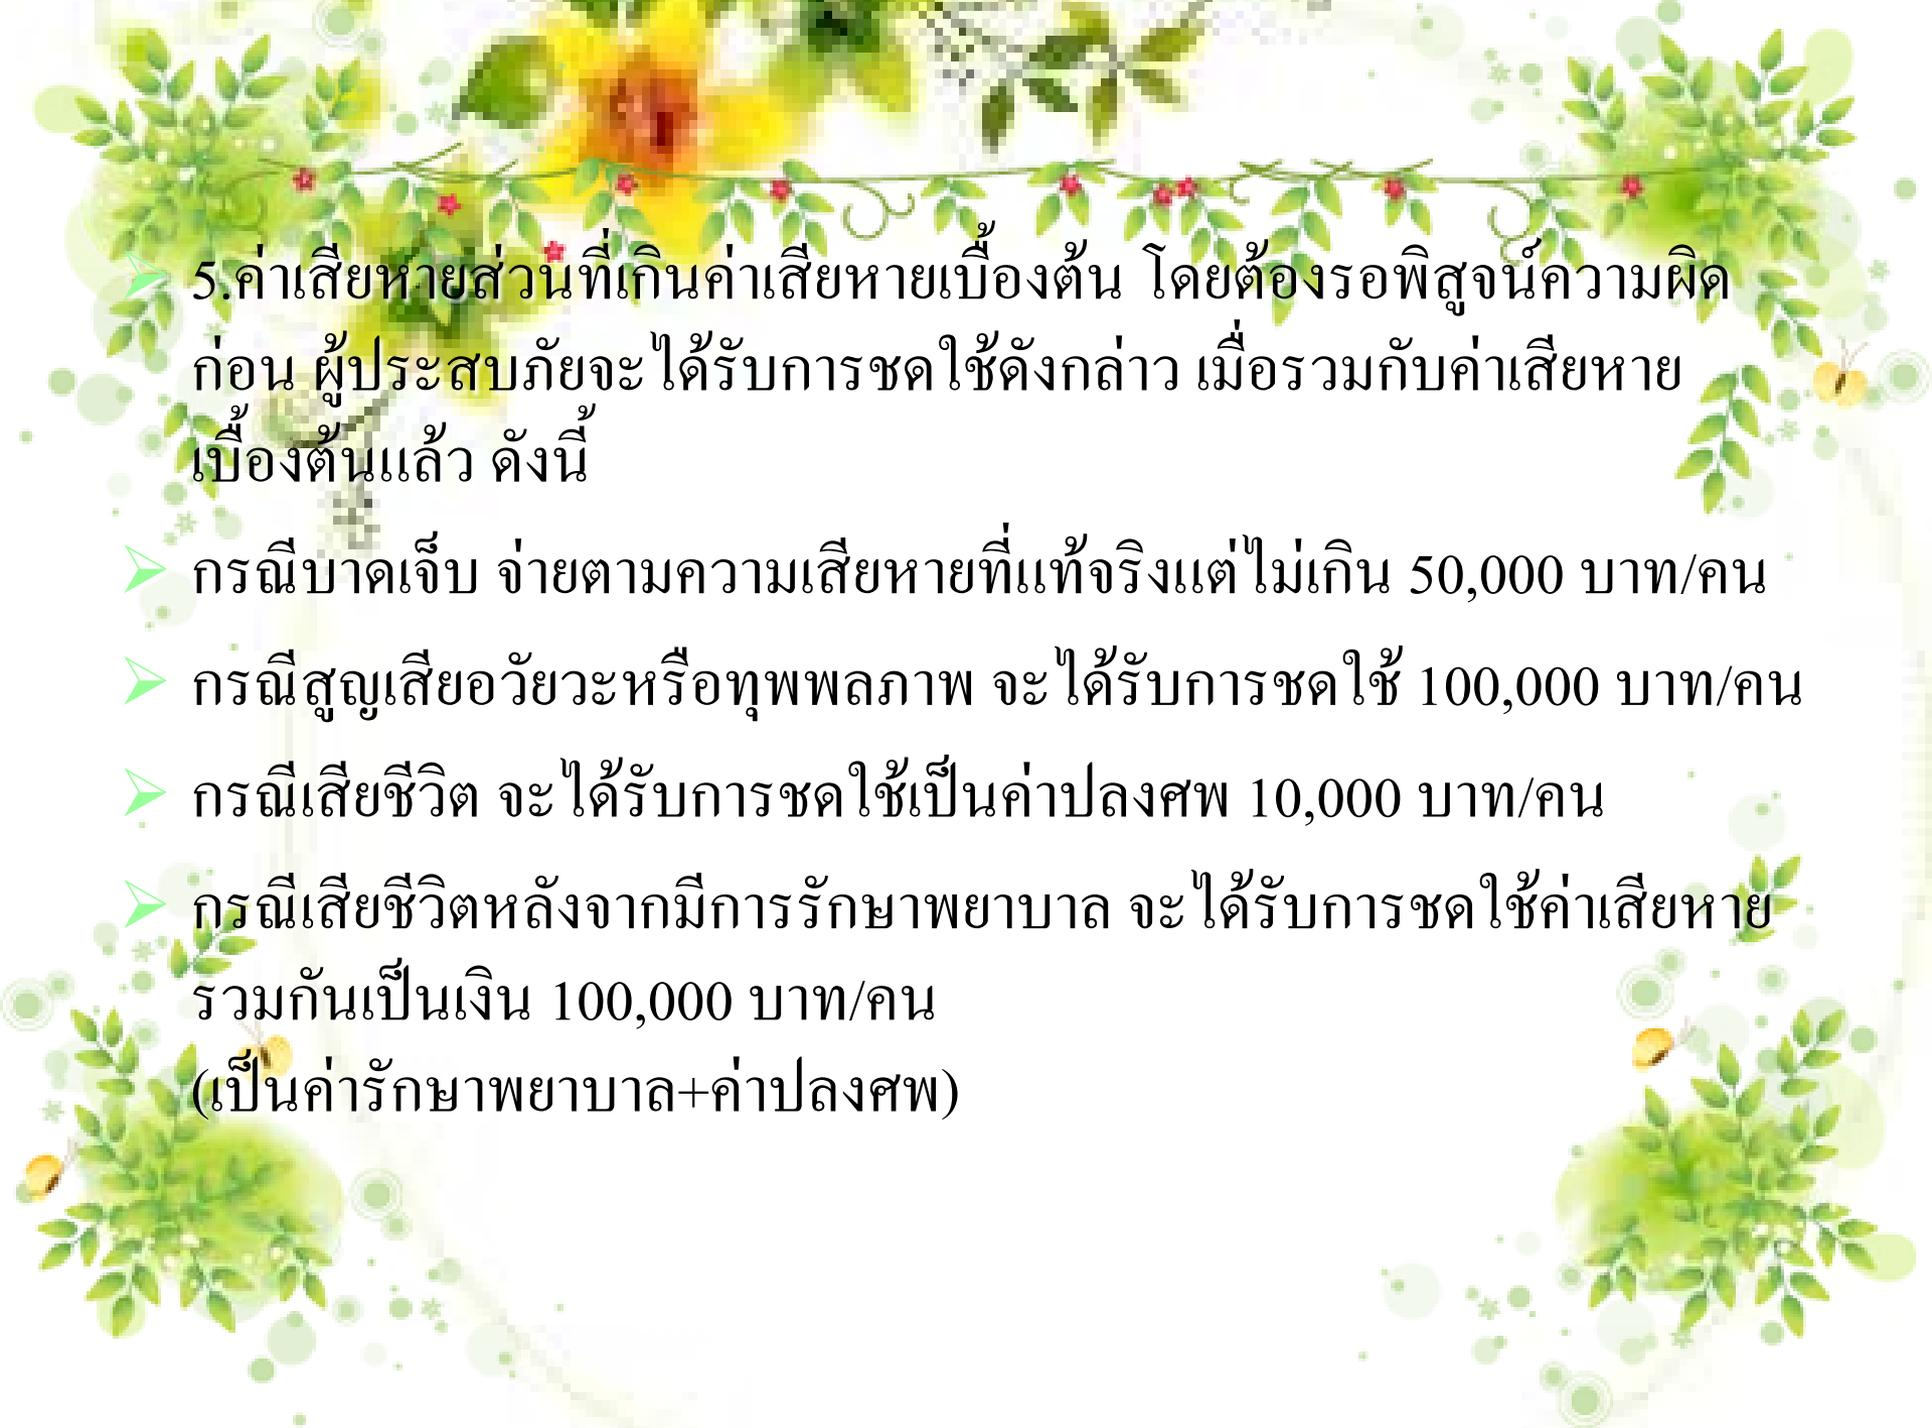 5.ค่าเสียหายส่วนที่เกินค่าเสียหายเบื้องต้น โดยต้องรอพิสูจน์ความผิด
ก่อน ผู้ประสบภัยจะได้รับการชดใช้ดังกล่าว เมื่อรวมกับค่าเสียหาย
เบื้องต้นแล้ว ดังนี้
กรณีบาดเจ็บ จ่ายตามความเสียหายที่แท้จริงแต่ไม่เกิน 50,000 บาท/คน
กรณีสูญเสียอวัยวะหรือทุพพลภาพ จะได้รับการชดใช้ 100,000 บาท/คน
กรณีเสียชีวิต จะได้รับการชดใช้เป็นค่าปลงศพ 10,000 บาท/คน
กรณีเสียชีวิตหลังจากมีการรักษาพยาบาล จะได้รับการชดใช้ค่าเสียหาย
รวมกันเป็นเงิน 100,000 บาท/คน
(เป็นค่ารักษาพยาบาล+ค่าปลงศพ)